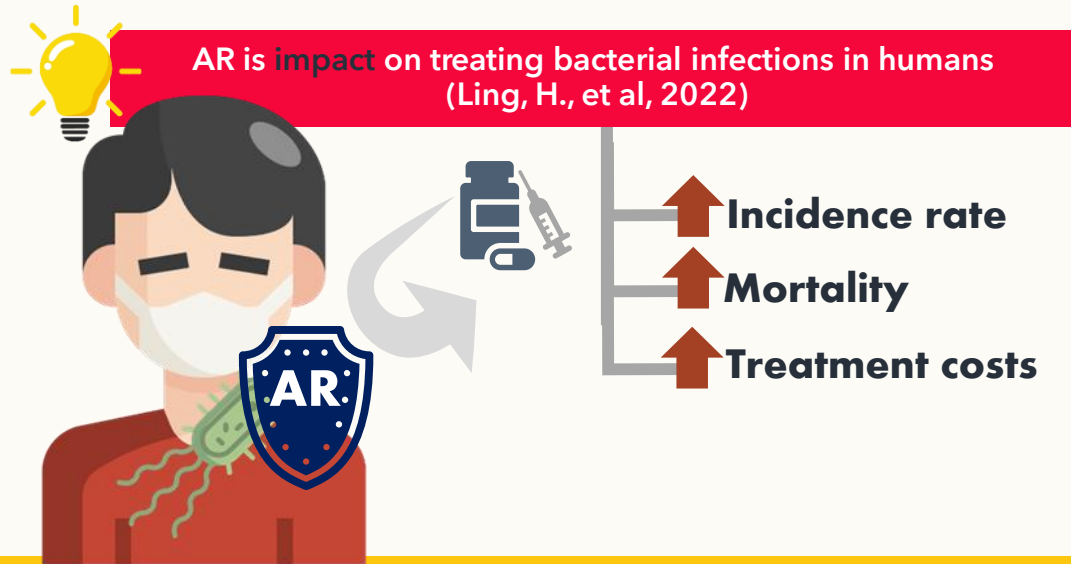 AR is impact on treating bacterial infections in humans
(Ling, H., et al, 2022)
Incidence rate
Mortality
Treatment costs
AR